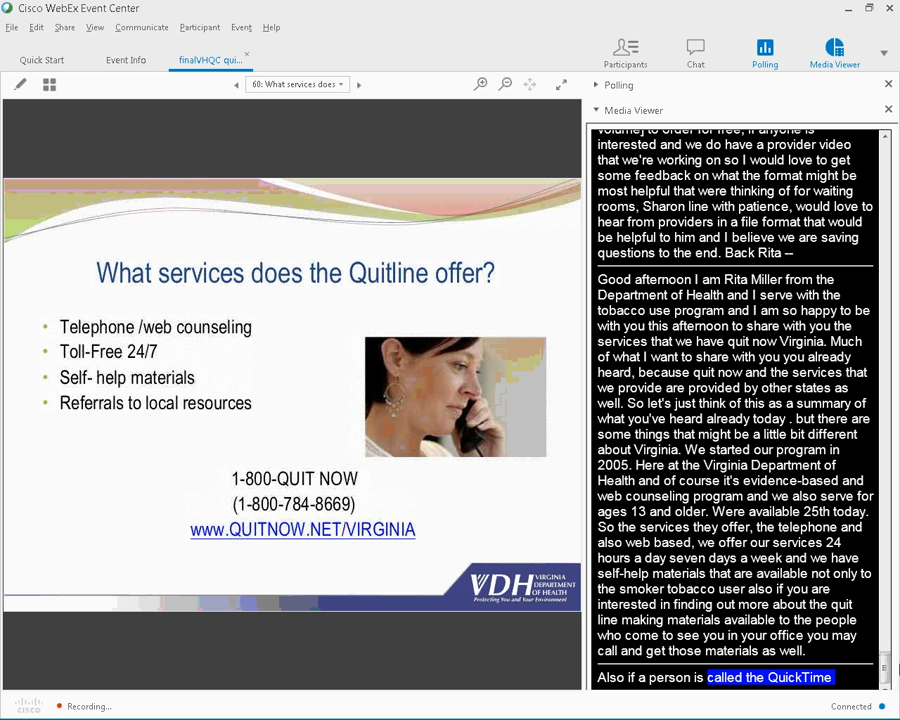 Cisco WebEx Event Center
File Edit Share View Communicate Participant Event Help
Quick Start Event Info finalVHQC qui...
Participants Chat Polling Media Viewer
60: What services does
Polling
Media Viewer
What services does the Quitline offer?
• Telephone /web counseling
• Toll-Free 24/7
• Self- help materials
• Referrals to local resources
1-800-QUIT NOW
(1-800-784-8669)
www.QUITNOW.NET/VIRGINIA
VDH VIRGINIA
DEPARTMENT
OF HEALTH
Protecting You and Your Environment
volume] to order for free, if anyone is
interested and we do have a provider video
that we're working on so I would love to get
some feedback on what the format might be
most helpful that were thinking of for waiting
rooms, Sharon line with patience, would love to
hear from providers in a file format that would
be helpful to him and I believe we are saving
questions to the end. Back Rita --
Good afternoon I am Rita Miller from the
Department of Health and I serve with the
tobacco use program and I am so happy to be
with you this afternoon to share with you the
services that we have quit now Virginia. Much
of what I want to share with you you already
heard, because quit now and the services that
we provide are provided by other states as
well. So let's just think of this as a summary of
what you've heard already today . but there are
some things that might be a little bit different
about Virginia. We started our program in
2005. Here at the Virginia Department of
Health and of course it's evidence-based and
web counseling program and we also serve for
ages 13 and older. Were available 25th today.
So the services they offer, the telephone and
also web based, we offer our services 24
hours a day seven days a week and we have
self-help materials that are available not only to
the smoker tobacco user also if you are
interested in finding out more about the quit
line making materials available to the people
who come to see you in your office you may
call and get those materials as well.
Also if a person is called the QuickTime
cisco
Recording...
Connected